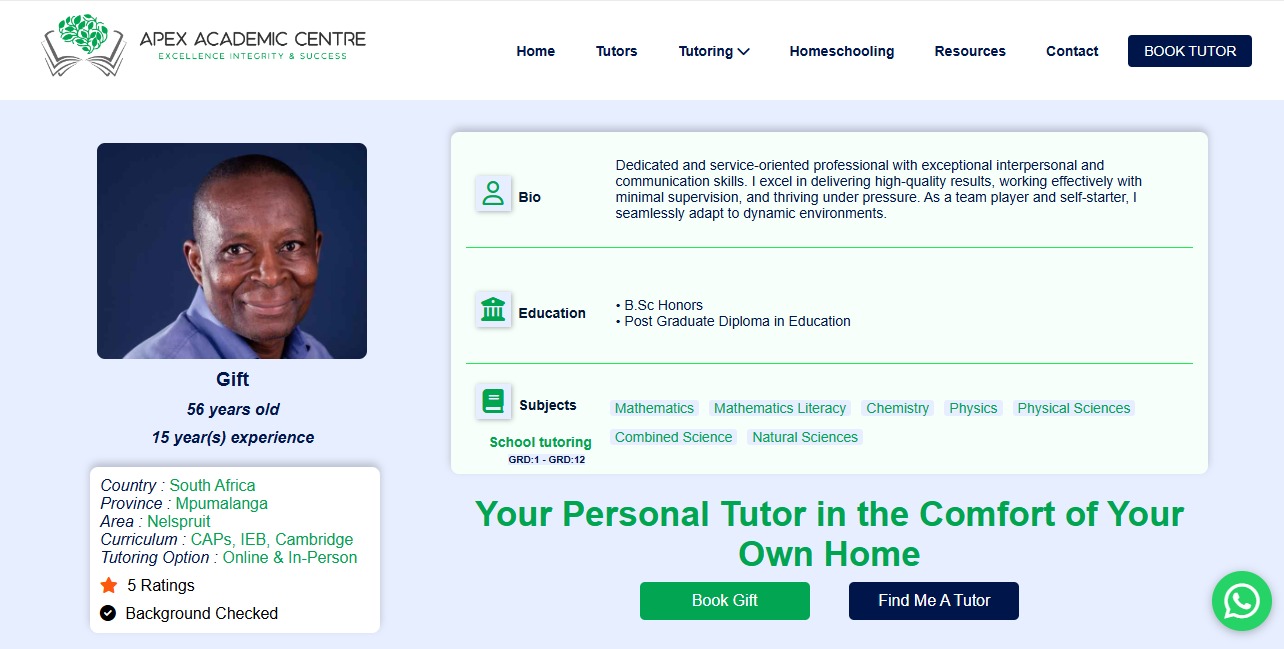 APEX ACADEMIC CENTRE
EXCELLENCE INTEGRITY & SUCCESS
Home
Tutors
Tutoring
Homeschooling
Resources
Contact
BOOK TUTOR
Gift
56 years old
15 year(s) experience
Country : South Africa
Province : Mpumalanga
Area : Nelspruit
Curriculum : CAPs, IEB, Cambridge
Tutoring Option : Online & In-Person
5 Ratings
Background Checked
Bio
Dedicated and service-oriented professional with exceptional interpersonal and
communication skills. I excel in delivering high-quality results, working effectively with
minimal supervision, and thriving under pressure. As a team player and self-starter, I
seamlessly adapt to dynamic environments.
Education
• B.Sc Honors
• Post Graduate Diploma in Education
Subjects
School tutoring
GRD:1 - GRD:12
Mathematics Mathematics Literacy Chemistry Physics Physical Sciences
Combined Science Natural Sciences
Your Personal Tutor in the Comfort of Your
Own Home
Book Gift
Find Me A Tutor